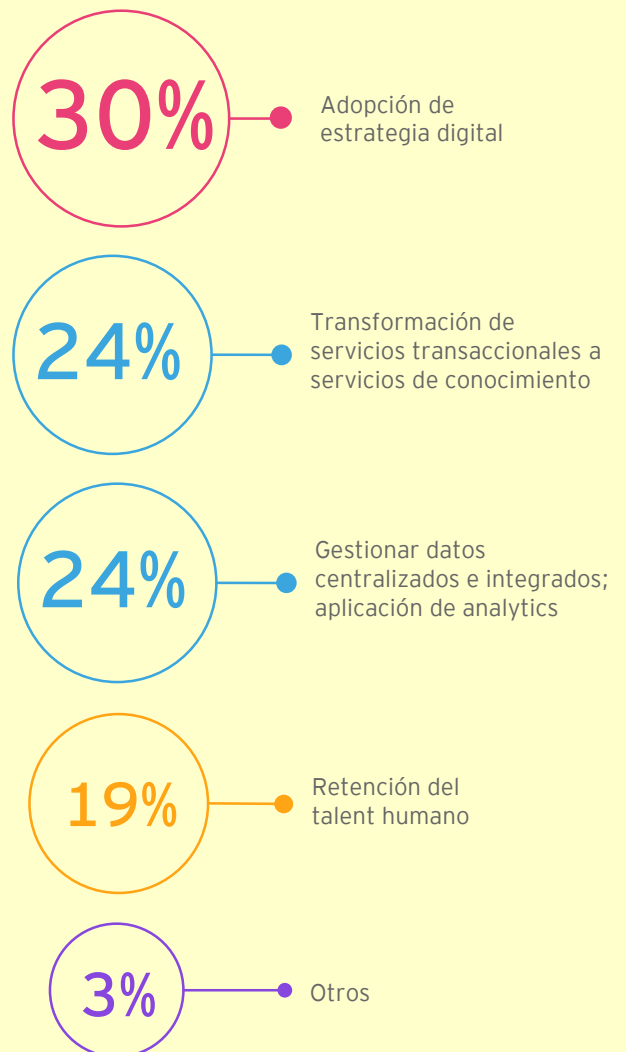 30%
Adopción de
estrategia digital
24%
Transformación de
servicios transaccionales a
servicios de conocimiento
24%
Gestionar datos
centralizados e integrados;
aplicación de analytics
19%
Retención del
talent humano
3%
Otros